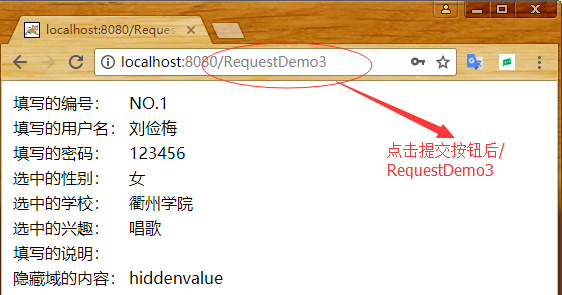 localhost:8080/Reques
localhost:8080/RequestDemo3
填写的编号： NO.1
填写的用户名：刘俭梅
填写的密码： 123456
选中的性别： 女
选中的学校： 衢州学院
选中的兴趣： 唱歌
填写的说明：
隐藏域的内容： hiddenvalue
点击提交按钮后/
RequestDemo3